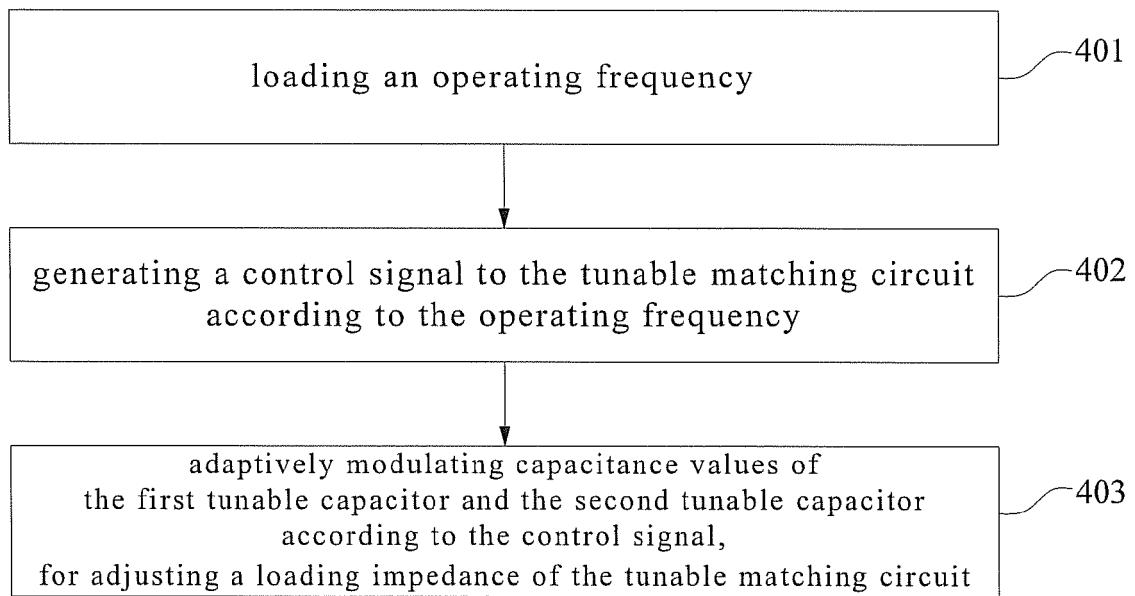 loading an operating frequency
401
generating a control signal to the tunable matching circuit
according to the operating frequency
402
adaptively modulating capacitance values of
the first tunable capacitor and the second tunable capacitor
according to the control signal,
for adjusting a loading impedance of the tunable matching circuit
403